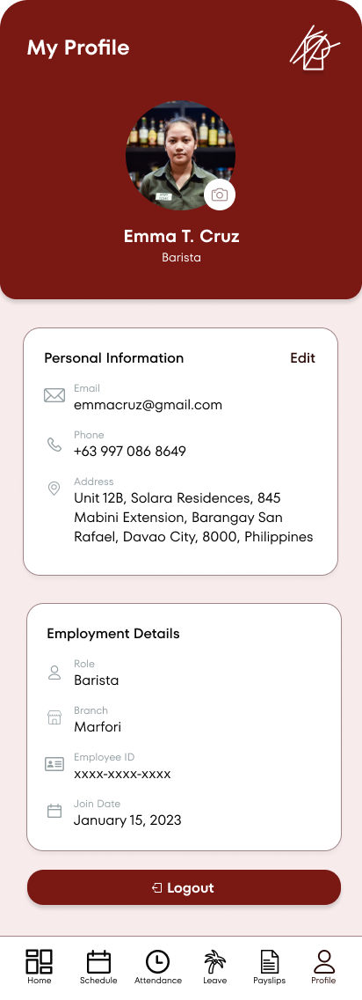 My Profile
Emma T. Cruz
Barista
Personal Information
Edit
Email
emmacruz@gmail.com
Phone
+63 997 086 8649
Address
Unit 12B, Solara Residences, 845
Mabini Extension, Barangay San
Rafael, Davao City, 8000, Philippines
Employment Details
Role
Barista
Branch
Marfori
Employee ID
xxxx-xxxx-xxxx
Join Date
January 15, 2023
Logout
Home
Schedule
Attendance
Leave
Payslips
Profile